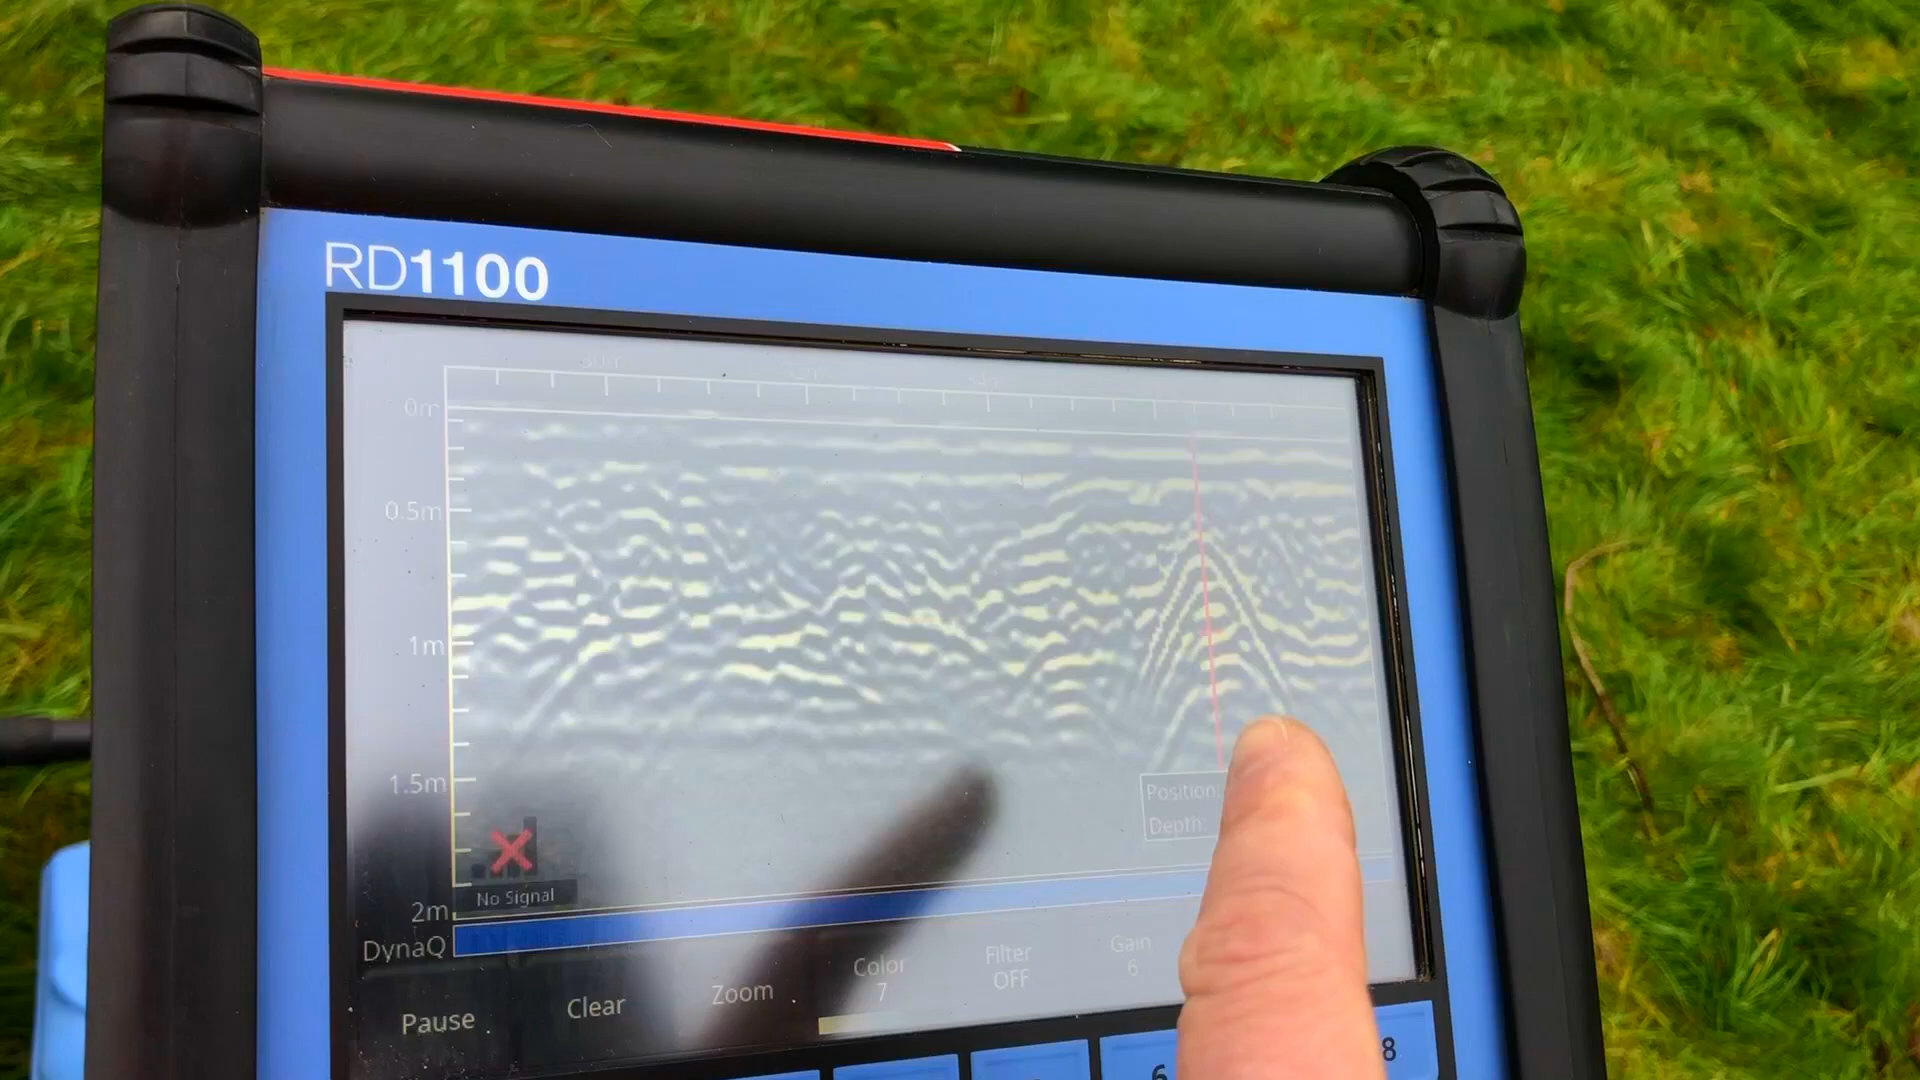 RD1100
0m
0.5m
1m
1.5m
2m
Position:
Depth:
No Signal
DynaQ
Pause
Clear
Zoom
Color
7
Filter
OFF
Gain
6
6
8